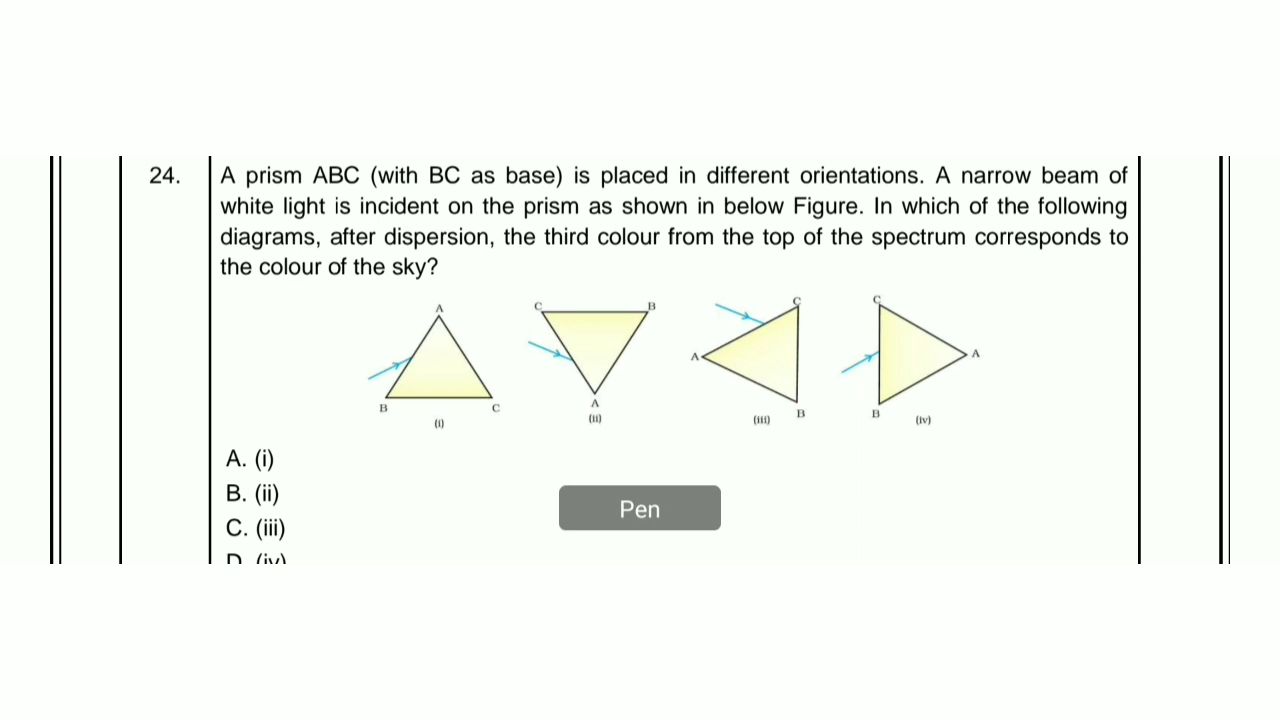 24.
A prism ABC (with BC as base) is placed in different orientations. A narrow beam of
white light is incident on the prism as shown in below Figure. In which of the following
diagrams, after dispersion, the third colour from the top of the spectrum corresponds to
the colour of the sky?
A
B
C
(i)
C
B
A
(ii)
C
A
B
(iii)
C
A
B
(iv)
A. (i)
B. (ii)
C. (iii)
D. (iv)
Pen